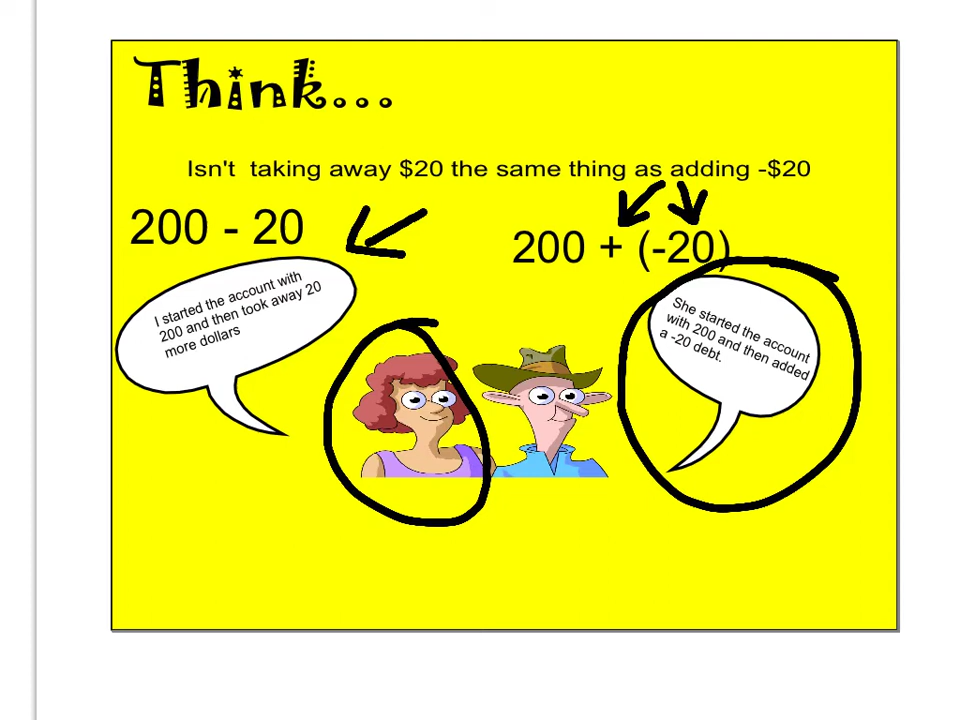 Think...
Isn't taking away $20 the same thing as adding -$20
200 - 20
200 + (-20)
I started the account with
200 and then took away 20
more dollars
She started the account
with 200 and then added
a -20 debt.